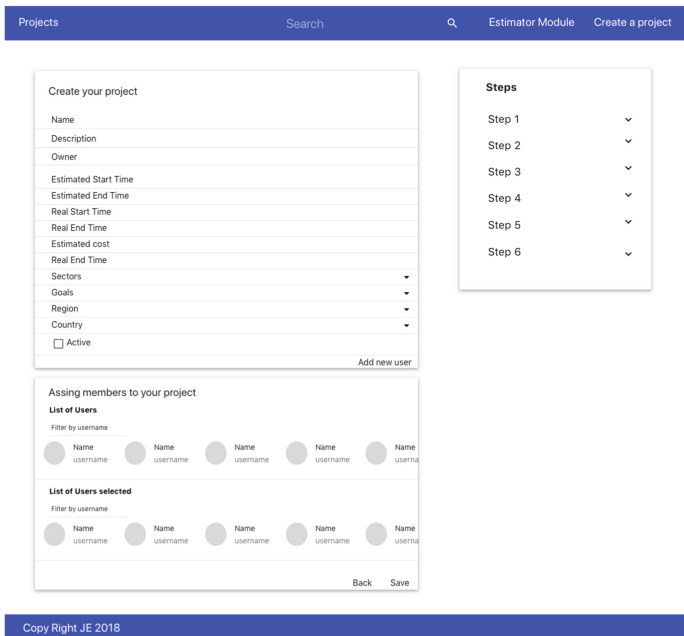 Projects Search Estimator Module Create a project
Create your project
Name
Description
Owner
Estimated Start Time
Estimated End Time
Real Start Time
Real End Time
Estimated cost
Real End Time
Sectors
Goals
Region
Country
Active
Add new user
Steps
Step 1
Step 2
Step 3
Step 4
Step 5
Step 6
Assing members to your project
List of Users
Filter by username
Name Name Name Name Name
username username username username userna
List of Users selected
Filter by username
Name Name Name Name Name
username username username username userna
Back Save
Copy Right JE 2018